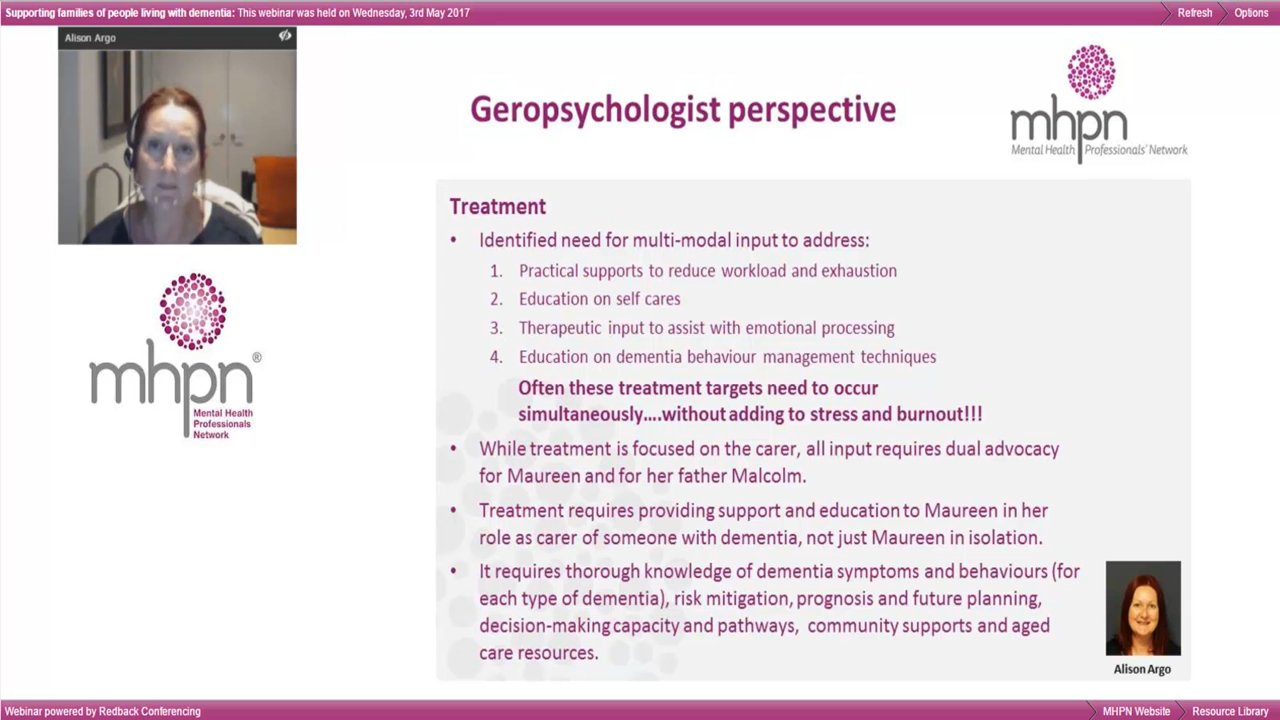 Supporting families of people living with dementia: This webinar was held on Wednesday, 3rd May 2017
Refresh
Options
Alison Argo
mhpn®
Mental Health
Professionals
Network
Geropsychologist perspective
mhpn
Mental Health Professionals' Network
Treatment
• Identified need for multi-modal input to address:
1. Practical supports to reduce workload and exhaustion
2. Education on self cares
3. Therapeutic input to assist with emotional processing
4. Education on dementia behaviour management techniques
Often these treatment targets need to occur
simultaneously....without adding to stress and burnout!!!
• While treatment is focused on the carer, all input requires dual advocacy
for Maureen and for her father Malcolm.
• Treatment requires providing support and education to Maureen in her
role as carer of someone with dementia, not just Maureen in isolation.
• It requires thorough knowledge of dementia symptoms and behaviours (for
each type of dementia), risk mitigation, prognosis and future planning,
decision-making capacity and pathways, community supports and aged
care resources.
Alison Argo
Webinar powered by Redback Conferencing
MHPN Website
Resource Library